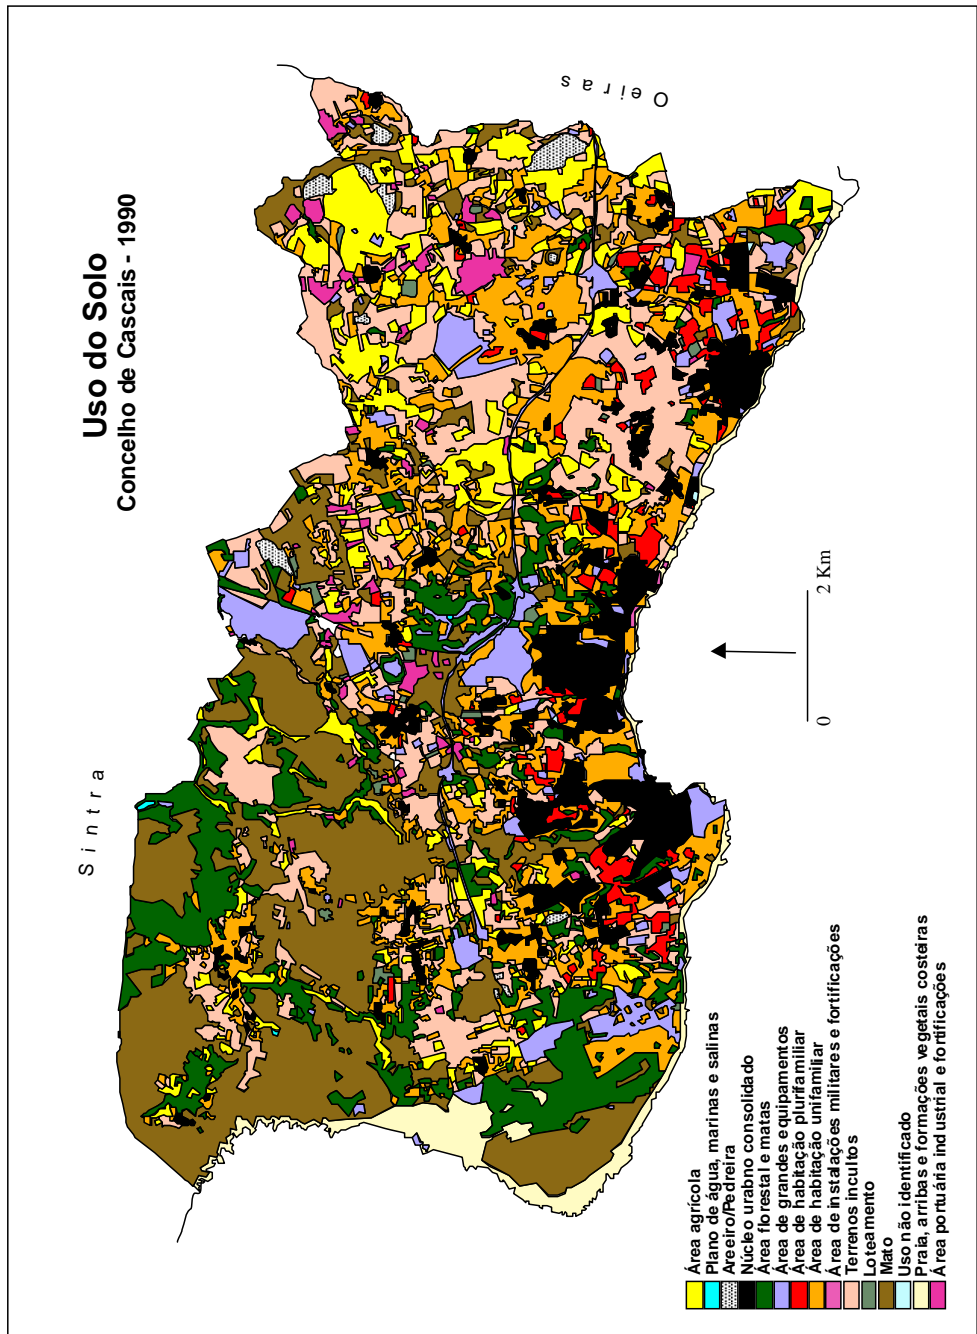 Uso do Solo
Concelho de Cascais - 1990
Sintra
Oeiras
0
2 Km
Área agrícola
Plano de água, marinas e salinas
Areeiro/Pedreira
Núcleo urabno consolidado
Área florestal e matas
Área de grandes equipamentos
Área de habitação plurifamiliar
Área de habitação unifamiliar
Área de instalações militares e fortificações
Terrenos incultos
Loteamento
Mato
Uso não identificado
Praia, arribas e formações vegetais costeiras
Área portuária industrial e fortificações